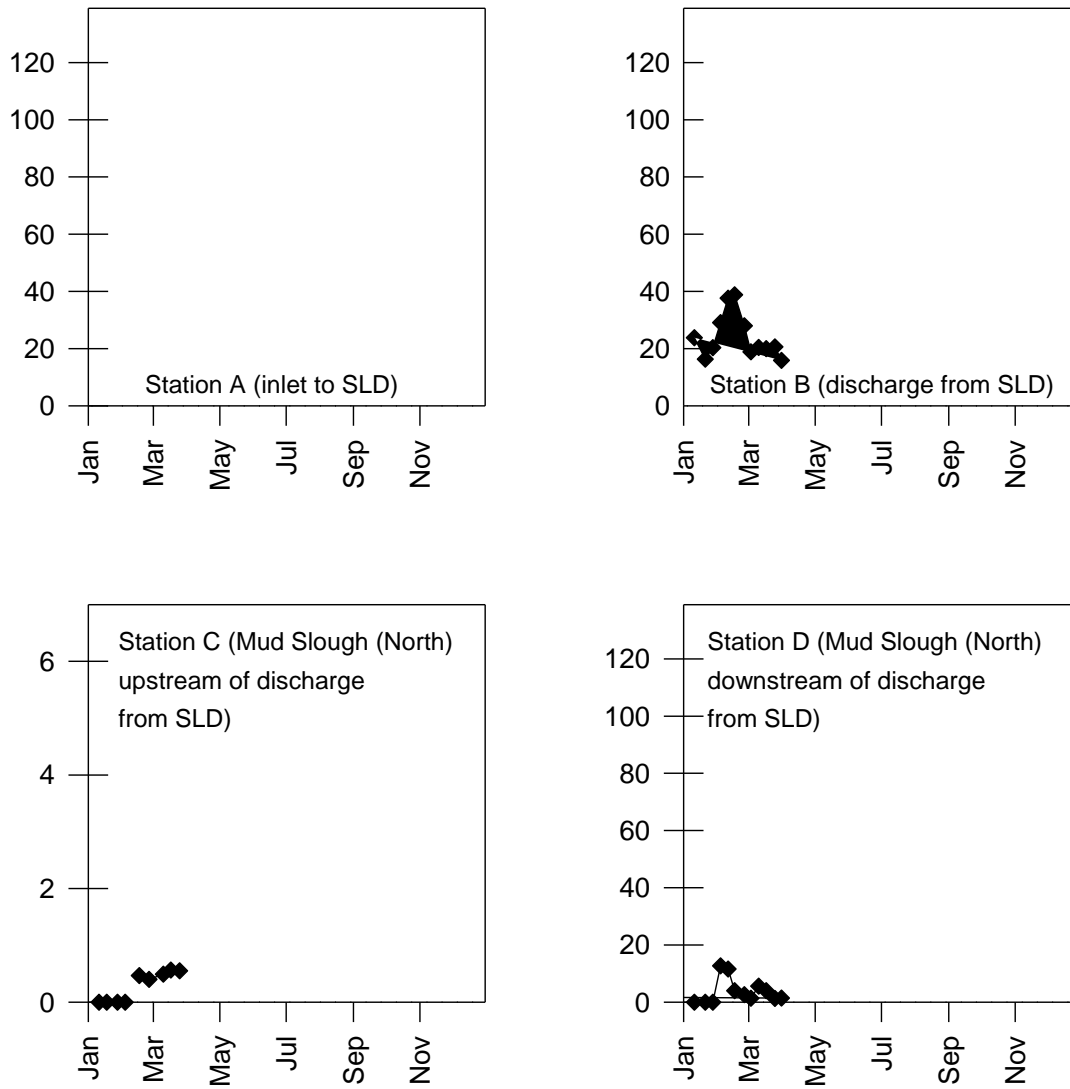 120
100
80
60
40
20
0
Station A (inlet to SLD)
Jan
Mar
May
Jul
Sep
Nov
120
100
80
60
40
20
0
Station B (discharge from SLD)
Jan
Mar
May
Jul
Sep
Nov
6
4
2
0
Station C (Mud Slough (North)
upstream of discharge
from SLD)
Jan
Mar
May
Jul
Sep
Nov
120
100
80
60
40
20
0
Station D (Mud Slough (North)
downstream of discharge
from SLD)
Jan
Mar
May
Jul
Sep
Nov